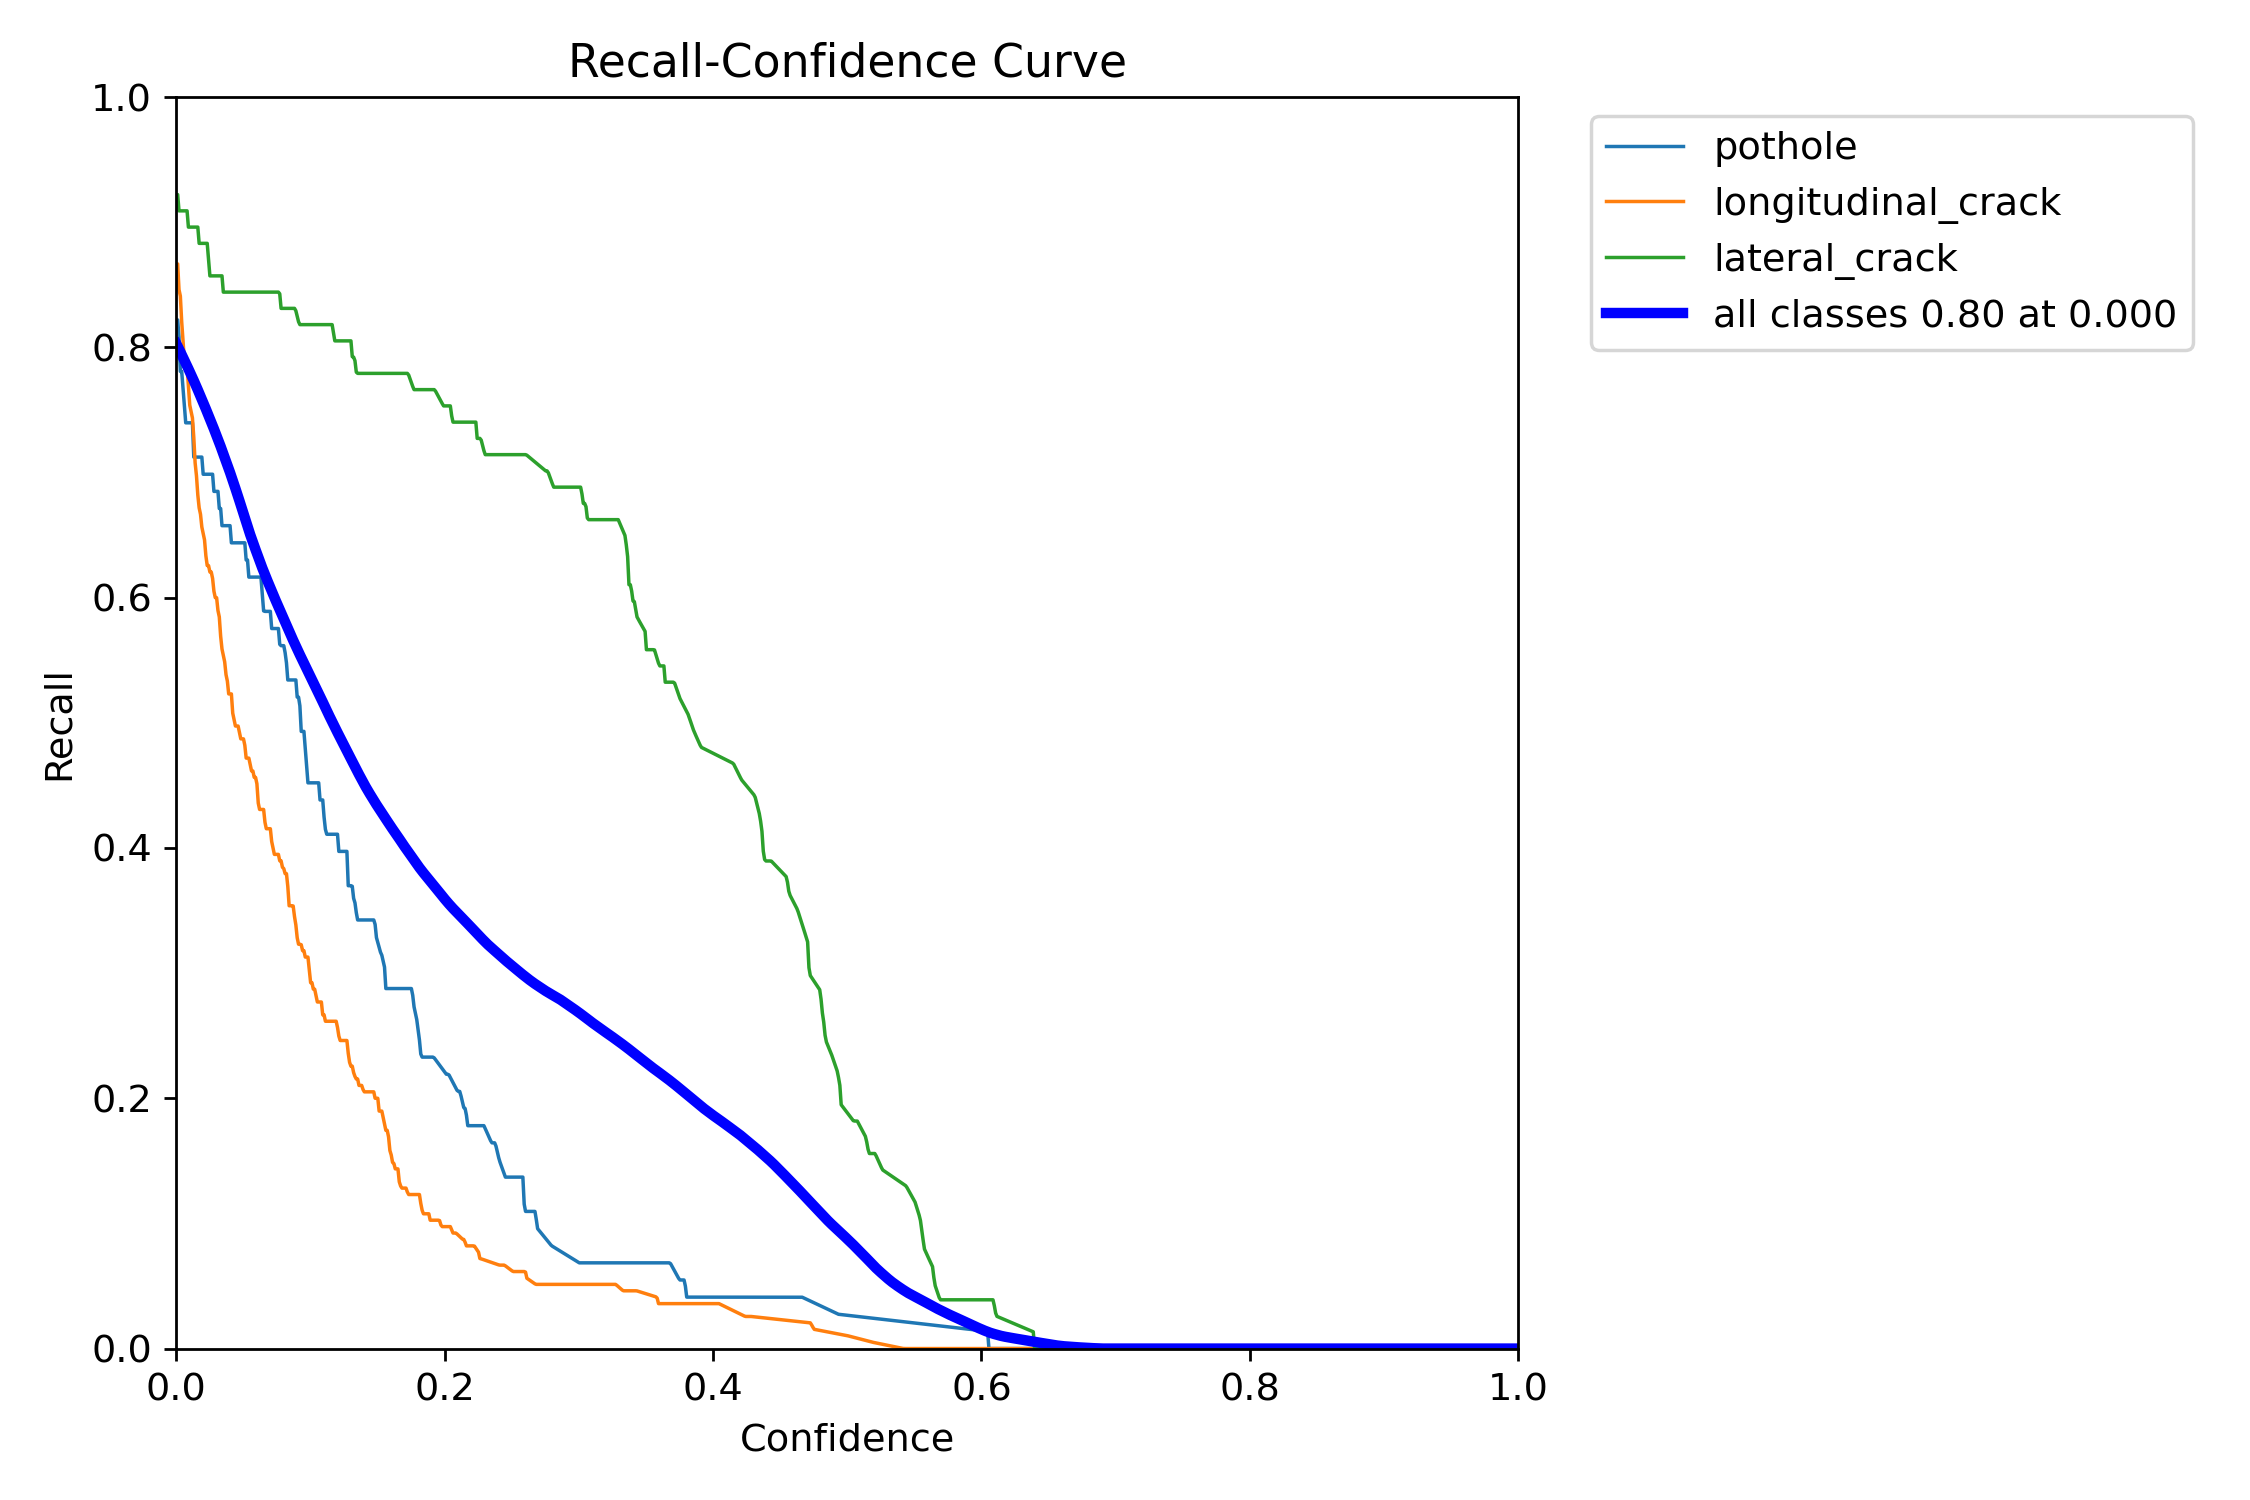 Recall-Confidence Curve
1.0
0.8
0.6
0.4
0.2
0.0
Recall
0.0 0.2 0.4 0.6 0.8 1.0
Confidence
pothole
longitudinal_crack
lateral_crack
all classes 0.80 at 0.000